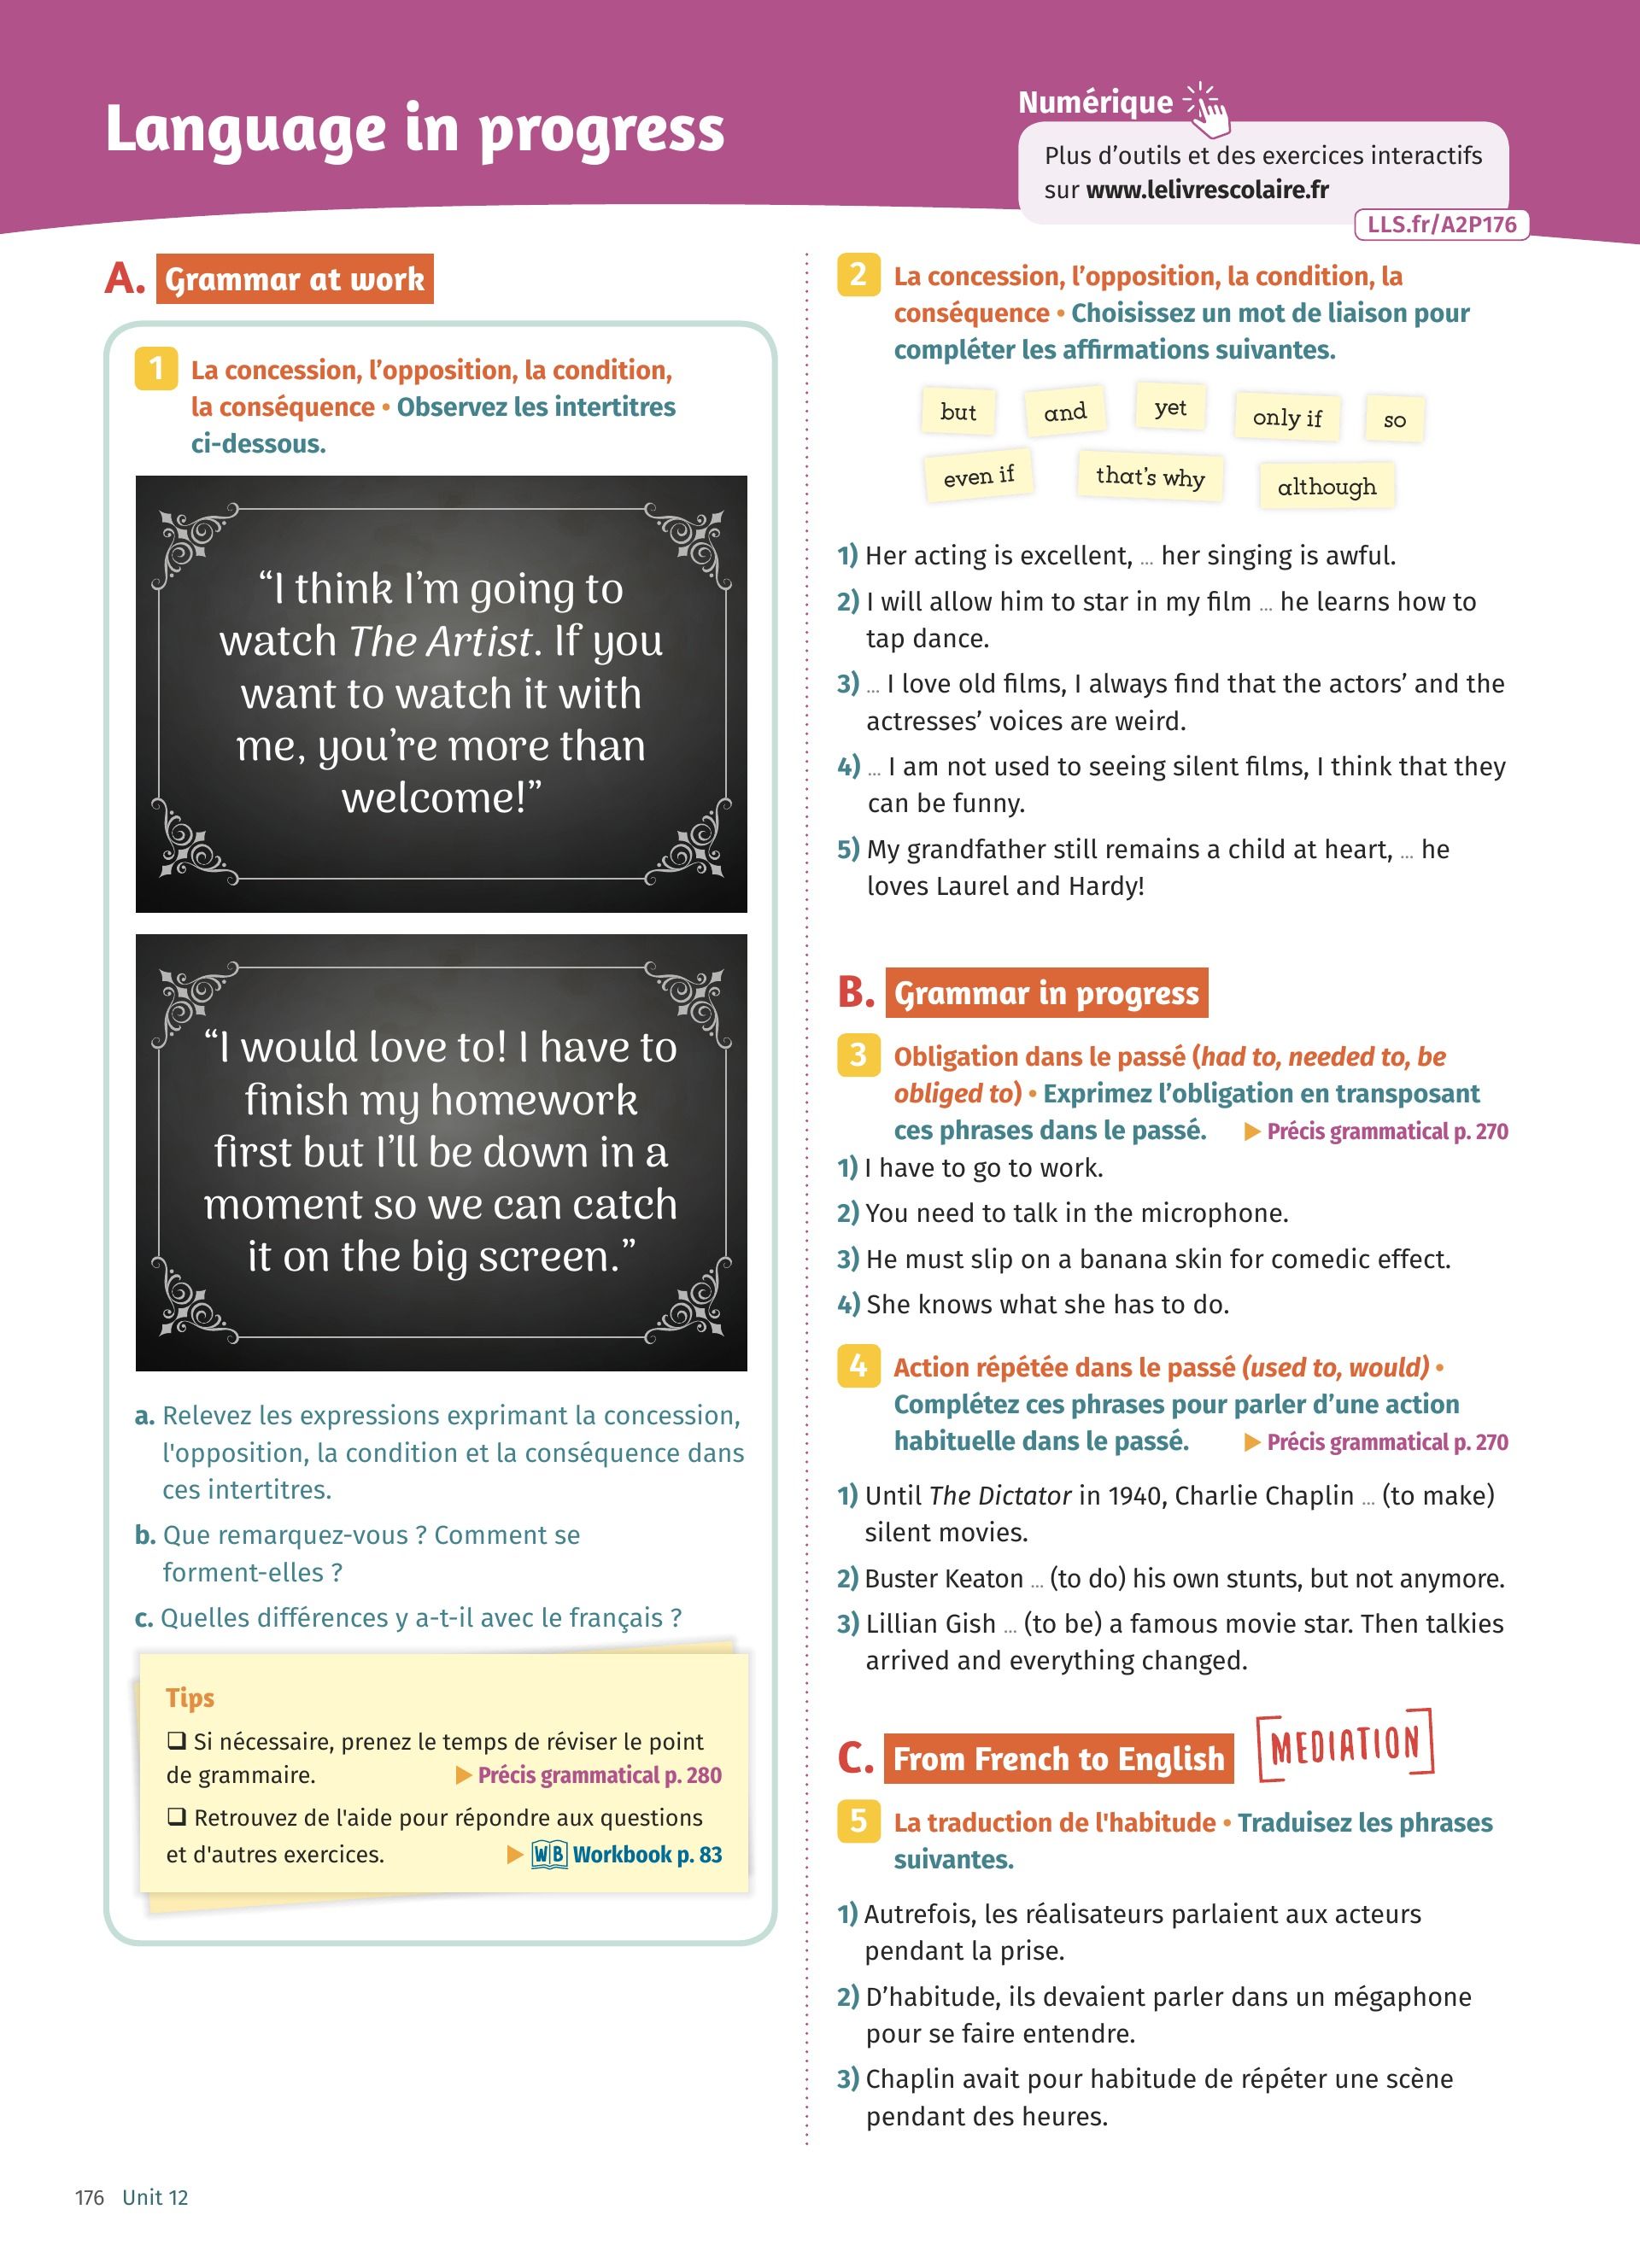 Language in progress
Numérique
Plus d’outils et des exercices interactifs
sur www.lelivrescolaire.fr
LLS.fr/A2P176
A. Grammar at work
1 La concession, l’opposition, la condition,
la conséquence • Observez les intertitres
ci-dessous.
“I think I’m going to
watch The Artist. If you
want to watch it with
me, you’re more than
welcome!”
“I would love to! I have to
finish my homework
first but I’ll be down in a
moment so we can catch
it on the big screen.”
a. Relevez les expressions exprimant la concession,
l'opposition, la condition et la conséquence dans
ces intertitres.
b. Que remarquez-vous ? Comment se
forment-elles ?
c. Quelles différences y a-t-il avec le français ?
Tips
❑ Si nécessaire, prenez le temps de réviser le point
de grammaire. ▶ Précis grammatical p. 280
❑ Retrouvez de l'aide pour répondre aux questions
et d'autres exercices. ▶ WB Workbook p. 83
2 La concession, l’opposition, la condition, la
conséquence • Choisissez un mot de liaison pour
compléter les affirmations suivantes.
but and yet only if so
even if that’s why although
1) Her acting is excellent, ... her singing is awful.
2) I will allow him to star in my film ... he learns how to
tap dance.
3) ... I love old films, I always find that the actors’ and the
actresses’ voices are weird.
4) ... I am not used to seeing silent films, I think that they
can be funny.
5) My grandfather still remains a child at heart, ... he
loves Laurel and Hardy!
B. Grammar in progress
3 Obligation dans le passé (had to, needed to, be
obliged to) • Exprimez l’obligation en transposant
ces phrases dans le passé. ▶ Précis grammatical p. 270
1) I have to go to work.
2) You need to talk in the microphone.
3) He must slip on a banana skin for comedic effect.
4) She knows what she has to do.
4 Action répétée dans le passé (used to, would) •
Complétez ces phrases pour parler d’une action
habituelle dans le passé. ▶ Précis grammatical p. 270
1) Until The Dictator in 1940, Charlie Chaplin ... (to make)
silent movies.
2) Buster Keaton ... (to do) his own stunts, but not anymore.
3) Lillian Gish ... (to be) a famous movie star. Then talkies
arrived and everything changed.
C. From French to English MEDIATION
5 La traduction de l'habitude • Traduisez les phrases
suivantes.
1) Autrefois, les réalisateurs parlaient aux acteurs
pendant la prise.
2) D’habitude, ils devaient parler dans un mégaphone
pour se faire entendre.
3) Chaplin avait pour habitude de répéter une scène
pendant des heures.
176 Unit 12